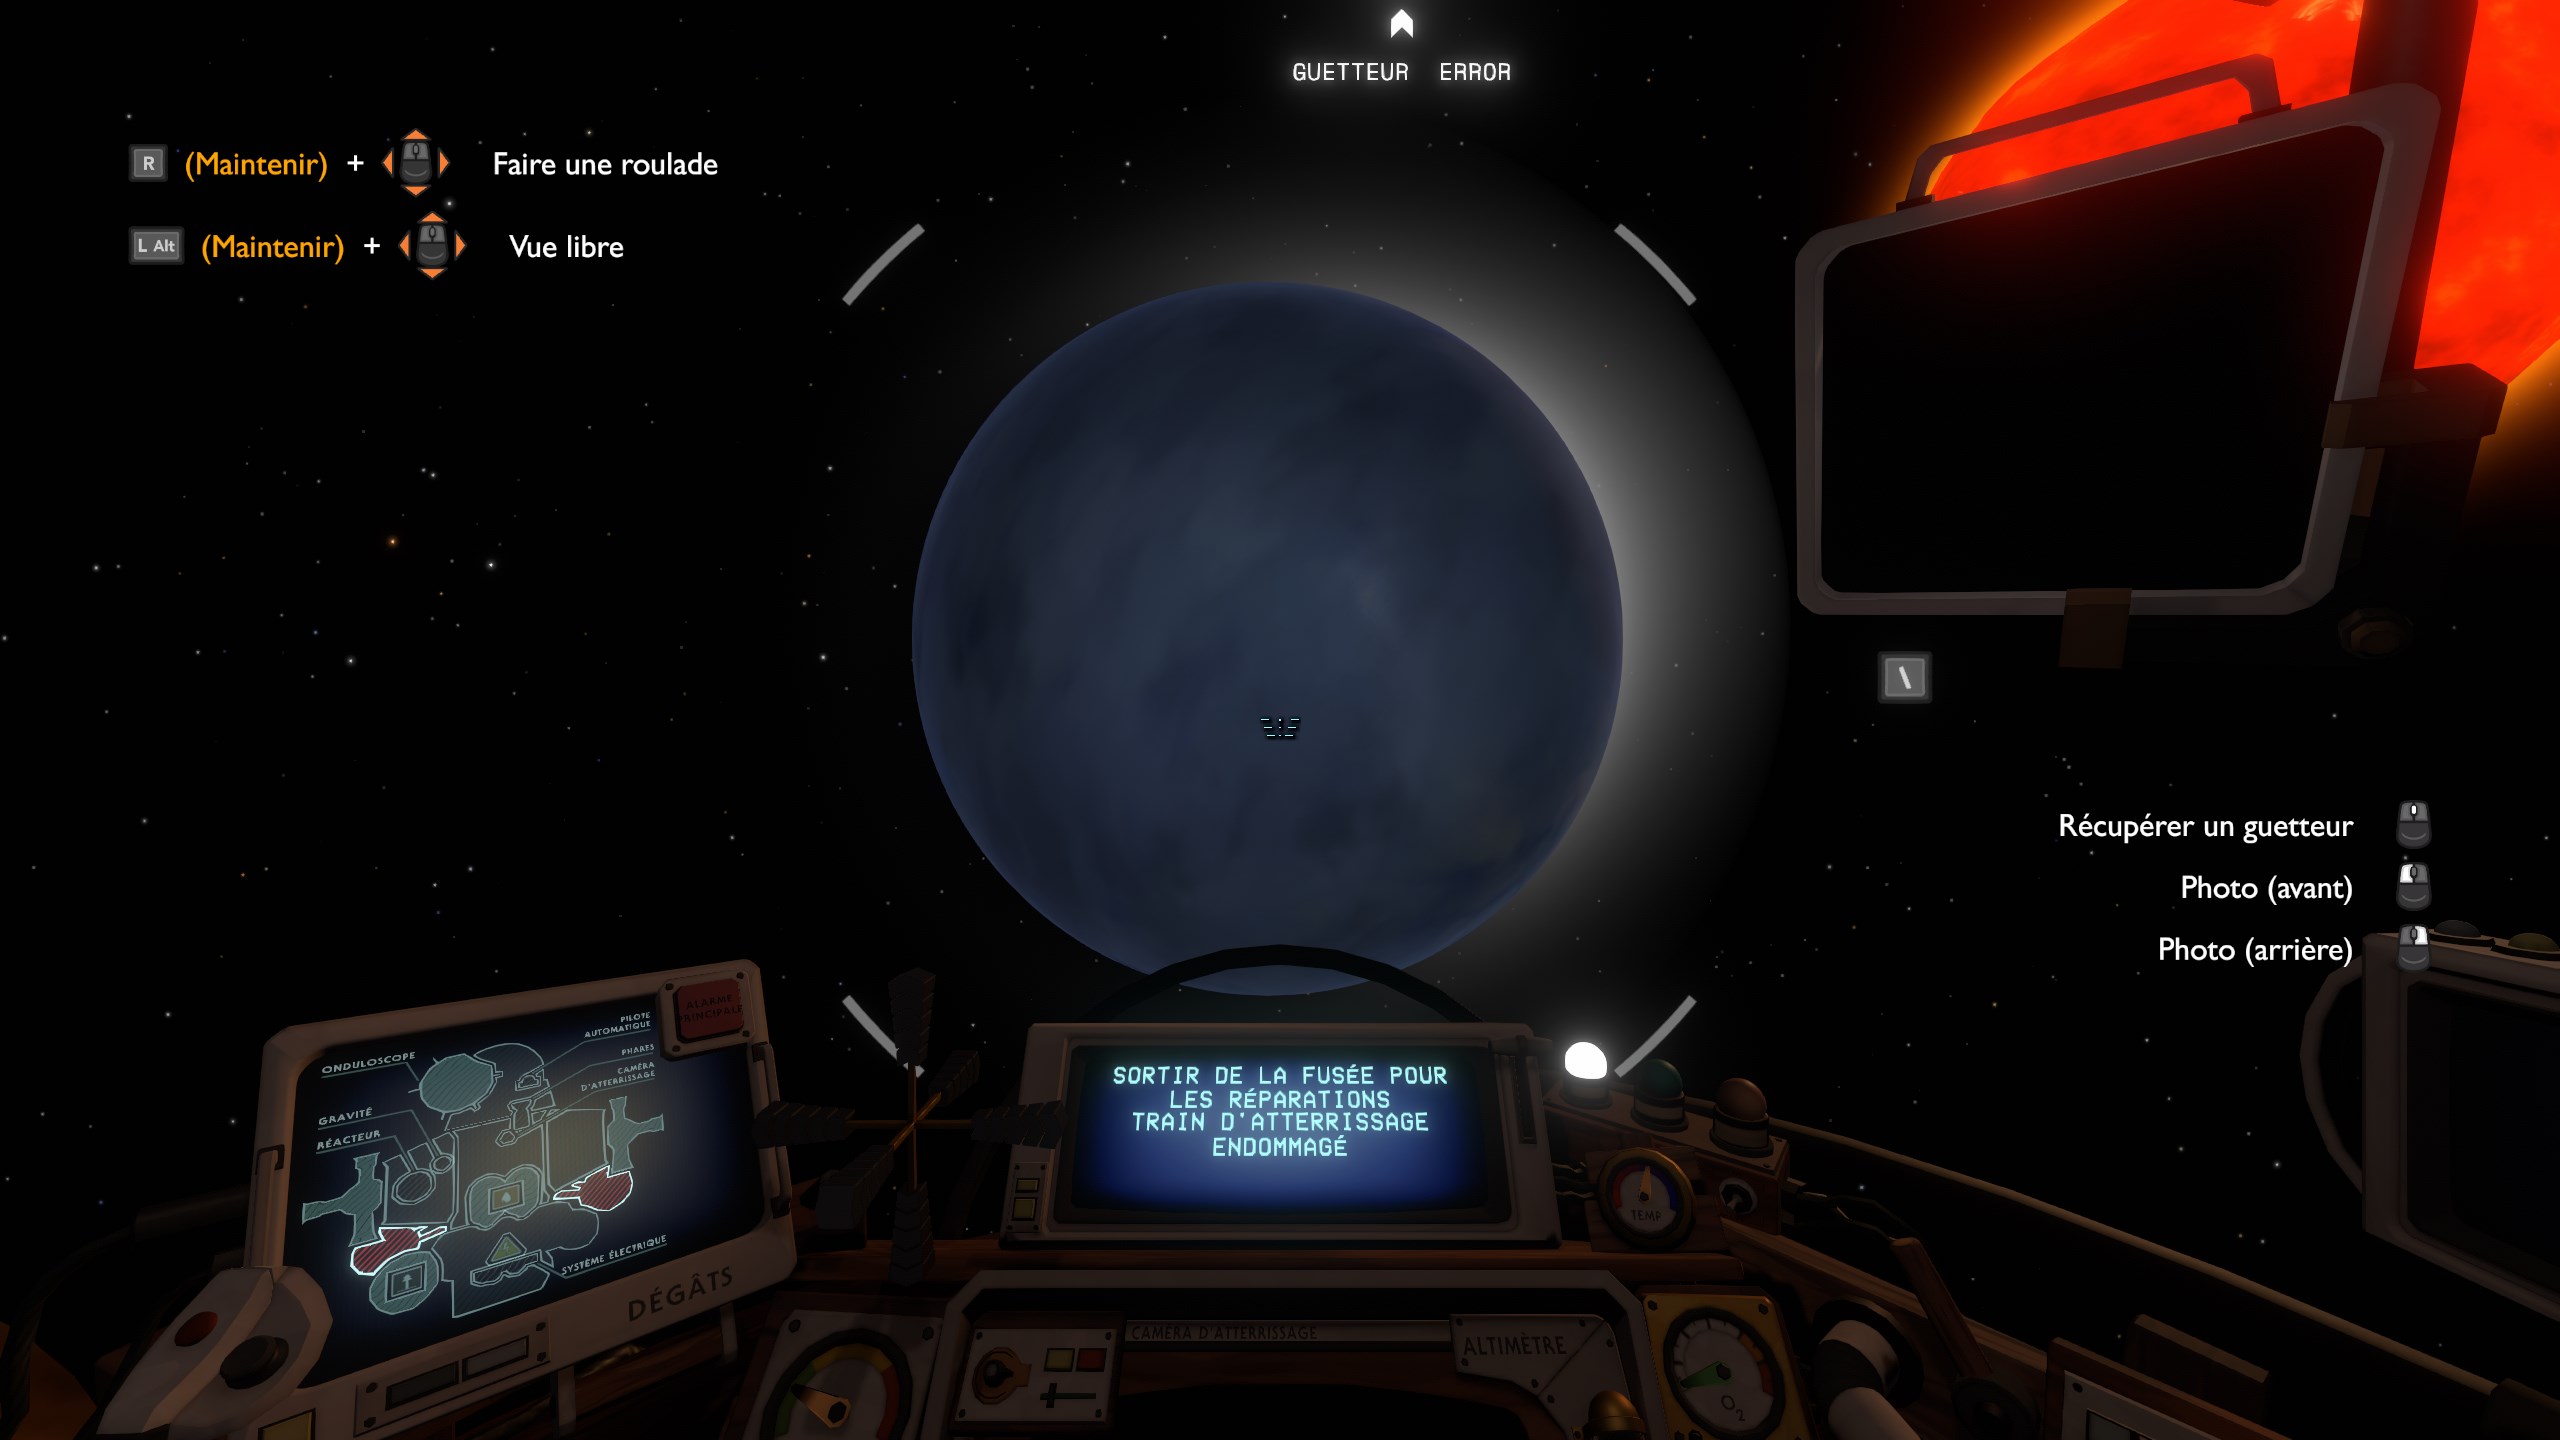 GUETTEUR ERROR
R (Maintenir) + Faire une roulade
L Alt (Maintenir) + Vue libre
\
Récupérer un guetteur
Photo (avant)
Photo (arrière)
ALARME
PRINCIPALE
PILOTE
AUTOMATIQUE
PHARES
CAMÉRA
D'ATTERRISSAGE
ONDULOSCOPE
GRAVITÉ
RÉACTEUR
SYSTÈME ÉLECTRIQUE
DÉGÂTS
SORTIR DE LA FUSÉE POUR
LES RÉPARATIONS
TRAIN D'ATTERRISSAGE
ENDOMMAGÉ
TEMP
CAMÉRA D'ATTERRISSAGE
ALTIMÈTRE
O2